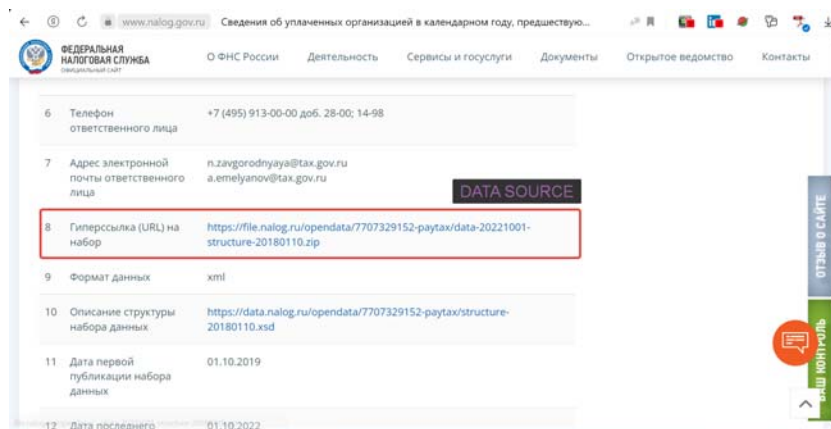 www.nalog.gov.ru Сведения об уплаченных организацией в календарном году, предшествую...
ФЕДЕРАЛЬНАЯ
НАЛОГОВАЯ СЛУЖБА
ОФИЦИАЛЬНЫЙ САЙТ
О ФНС России Деятельность Сервисы и госуслуги Документы Открытое ведомство Контакты
6 Телефон +7 (495) 913-00-00 доб. 28-00; 14-98
ответственного лица
7 Адрес электронной n.zavgorodnyaya@tax.gov.ru
почты ответственного a.emelyanov@tax.gov.ru
лица
DATA SOURCE
8 Гиперссылка (URL) на https://file.nalog.ru/opendata/7707329152-paytax/data-20221001-
набор structure-20180110.zip
9 Формат данных xml
10 Описание структуры https://data.nalog.ru/opendata/7707329152-paytax/structure-
набора данных 20180110.xsd
11 Дата первой 01.10.2019
публикации набора
данных
12 Дата последнего 01.10.2022
ОТЗЫВ О САЙТЕ
ВАШ КОНТРОЛЬ